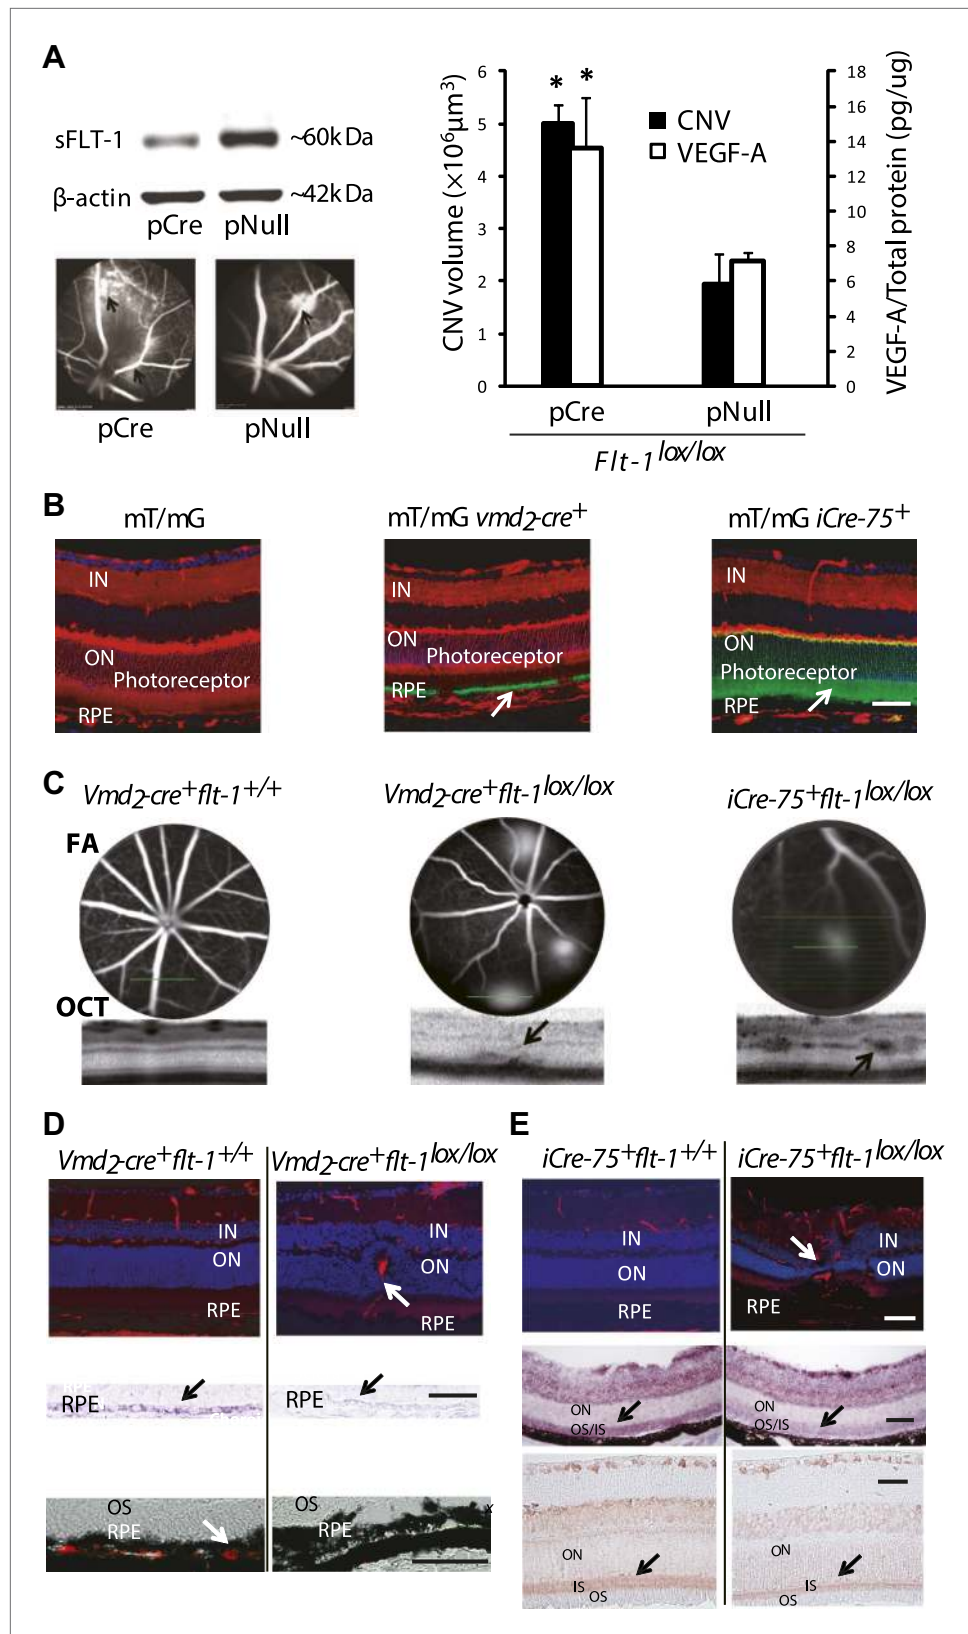 A
sFLT-1
~60kDa
β-actin
~42kDa
pCre pNull
pCre pNull
CNV volume (×10⁶µm³)
6
5
4
3
2
1
0
* *
CNV
VEGF-A
18
16
14
12
10
8
6
4
2
0
VEGF-A/Total protein (pg/ug)
pCre pNull
Flt-1 lox/lox
B
mT/mG
mT/mG vmd2-cre+
mT/mG iCre-75+
IN
ON
Photoreceptor
RPE
IN
ON
Photoreceptor
RPE
IN
ON
Photoreceptor
RPE
C
Vmd2-cre+flt-1+/+
Vmd2-cre+flt-1lox/lox
iCre-75+flt-1lox/lox
FA
OCT
D
Vmd2-cre+flt-1+/+
Vmd2-cre+flt-1lox/lox
IN
ON
RPE
IN
ON
RPE
RPE
RPE
OS
RPE
OS
RPE
x
E
iCre-75+flt-1+/+
iCre-75+flt-1lox/lox
IN
ON
RPE
IN
ON
RPE
ON
OS/IS
ON
OS/IS
ON
IS
OS
ON
IS
OS